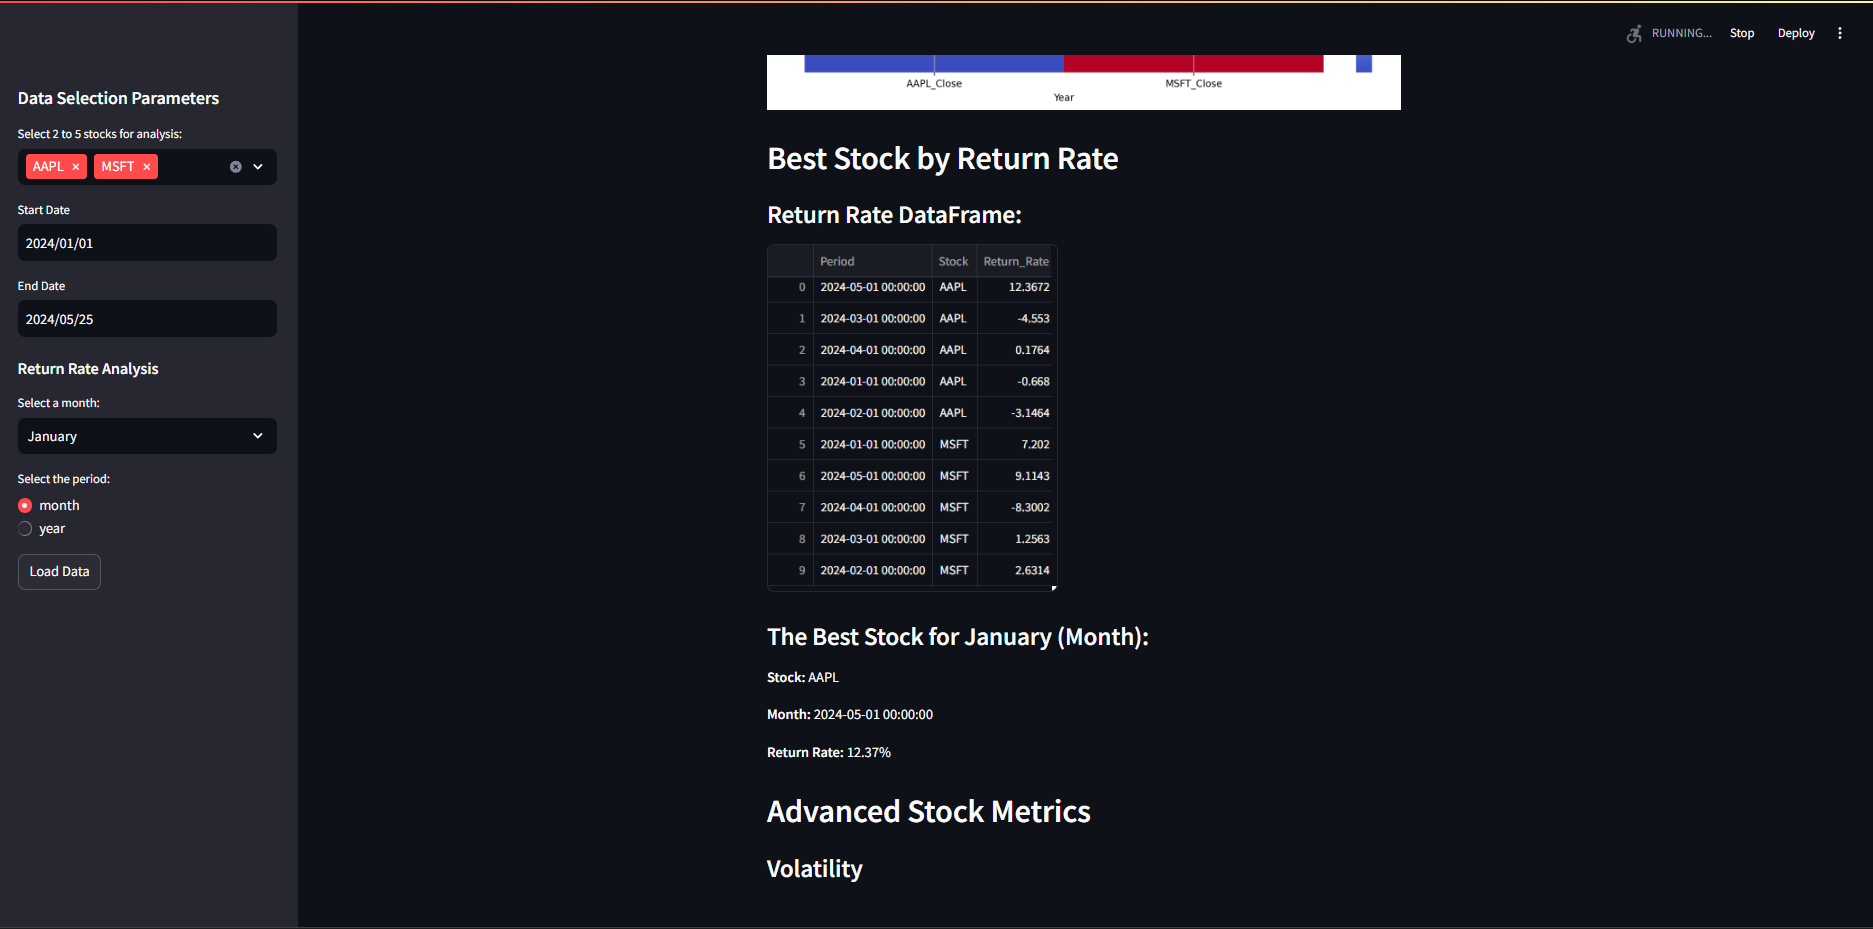 RUNNING...
Stop
Deploy
Data Selection Parameters
Select 2 to 5 stocks for analysis:
AAPL
MSFT
Start Date
2024/01/01
End Date
2024/05/25
Return Rate Analysis
Select a month:
January
Select the period:
month
year
Load Data
AAPL_Close MSFT_Close
Year
Best Stock by Return Rate
Return Rate DataFrame:
Period Stock Return_Rate
0 2024-05-01 00:00:00 AAPL 12.3672
1 2024-03-01 00:00:00 AAPL -4.553
2 2024-04-01 00:00:00 AAPL 0.1764
3 2024-01-01 00:00:00 AAPL -0.668
4 2024-02-01 00:00:00 AAPL -3.1464
5 2024-01-01 00:00:00 MSFT 7.202
6 2024-05-01 00:00:00 MSFT 9.1143
7 2024-04-01 00:00:00 MSFT -8.3002
8 2024-03-01 00:00:00 MSFT 1.2563
9 2024-02-01 00:00:00 MSFT 2.6314
The Best Stock for January (Month):
Stock: AAPL
Month: 2024-05-01 00:00:00
Return Rate: 12.37%
Advanced Stock Metrics
Volatility